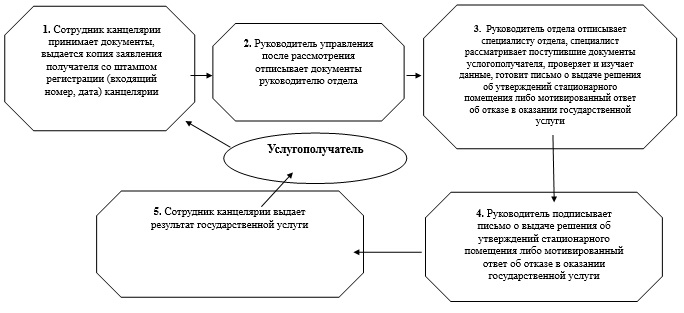 1. Сотрудник канцелярии
принимает документы,
выдается копия заявления
получателя со штампом
регистрации (входящий
номер, дата) канцелярии
2. Руководитель управления
после рассмотрения
отписывает документы
руководителю отдела
3. Руководитель отдела отписывает
специалисту отдела, специалист
рассматривает поступившие документы
услогополучателя, проверяет и изучает
данные, готовит письмо о выдаче решения
об утверждений стационарного
помещения либо мотивированный ответ
об отказе в оказании государственной
услуги
Услугополучатель
5. Сотрудник канцелярии выдает
результат государственной услуги
4. Руководитель подписывает
письмо о выдаче решения об
утверждений стационарного
помещения либо мотивированный
ответ об отказе в оказании
государственной услуги